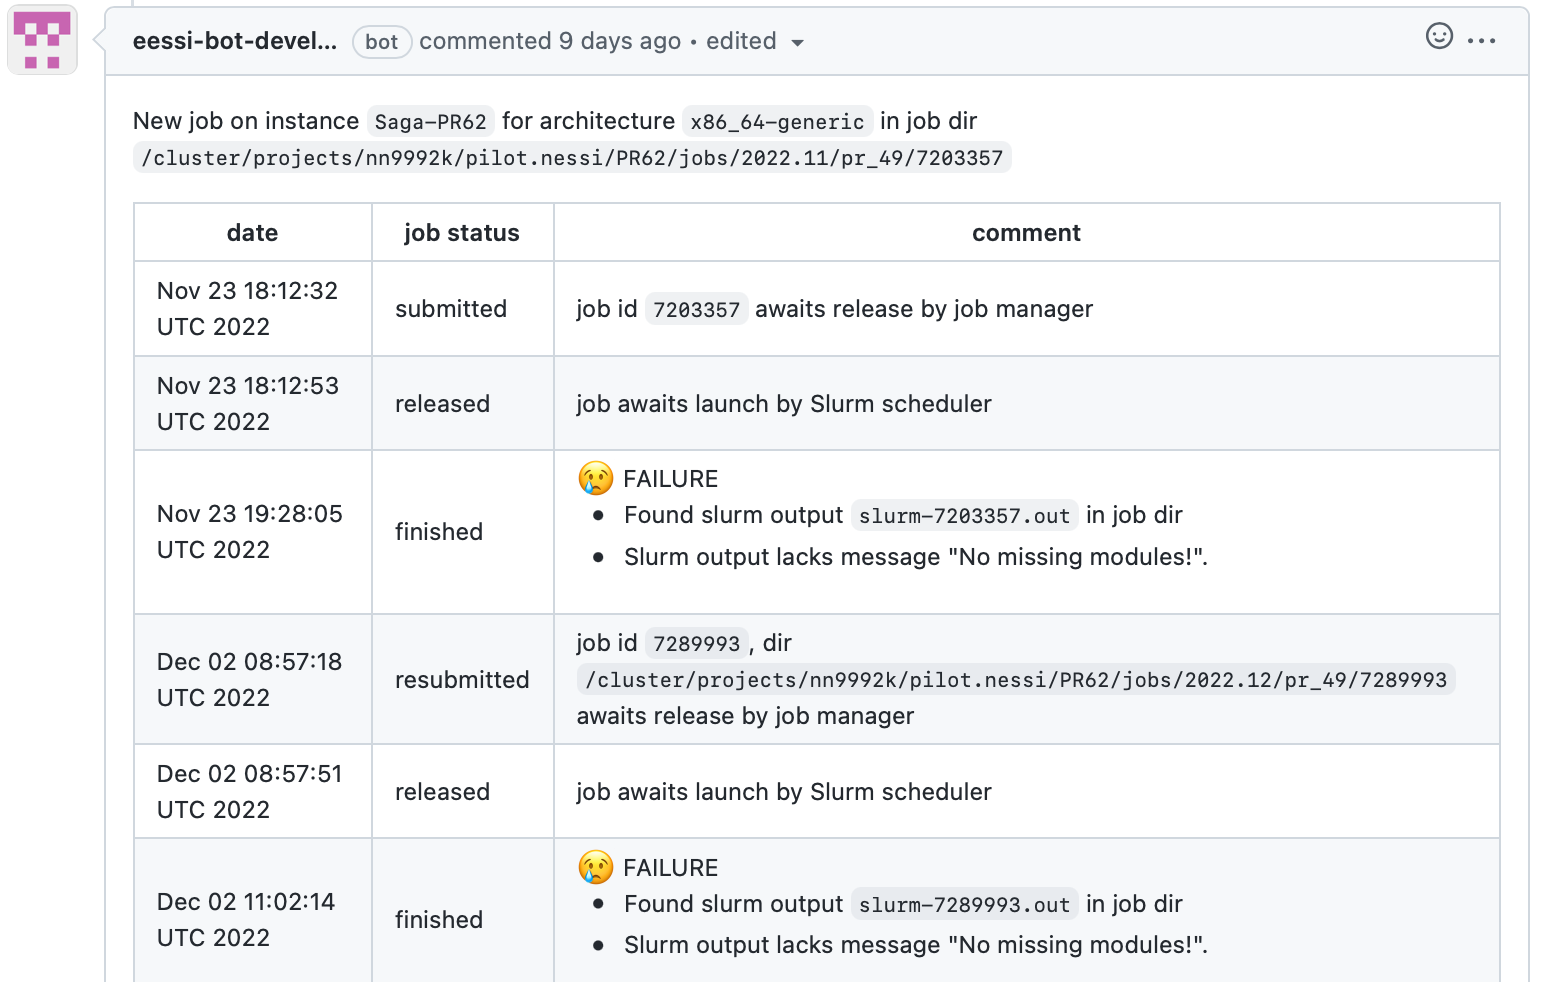 eessi-bot-devel... bot commented 9 days ago • edited
New job on instance Saga-PR62 for architecture x86_64-generic in job dir
/cluster/projects/nn9992k/pilot.nessi/PR62/jobs/2022.11/pr_49/7203357
date job status comment
Nov 23 18:12:32
UTC 2022
submitted
job id 7203357 awaits release by job manager
Nov 23 18:12:53
UTC 2022
released
job awaits launch by Slurm scheduler
Nov 23 19:28:05
UTC 2022
finished
😢 FAILURE
• Found slurm output slurm-7203357.out in job dir
• Slurm output lacks message "No missing modules!".
Dec 02 08:57:18
UTC 2022
resubmitted
job id 7289993, dir
/cluster/projects/nn9992k/pilot.nessi/PR62/jobs/2022.12/pr_49/7289993
awaits release by job manager
Dec 02 08:57:51
UTC 2022
released
job awaits launch by Slurm scheduler
Dec 02 11:02:14
UTC 2022
finished
😢 FAILURE
• Found slurm output slurm-7289993.out in job dir
• Slurm output lacks message "No missing modules!".